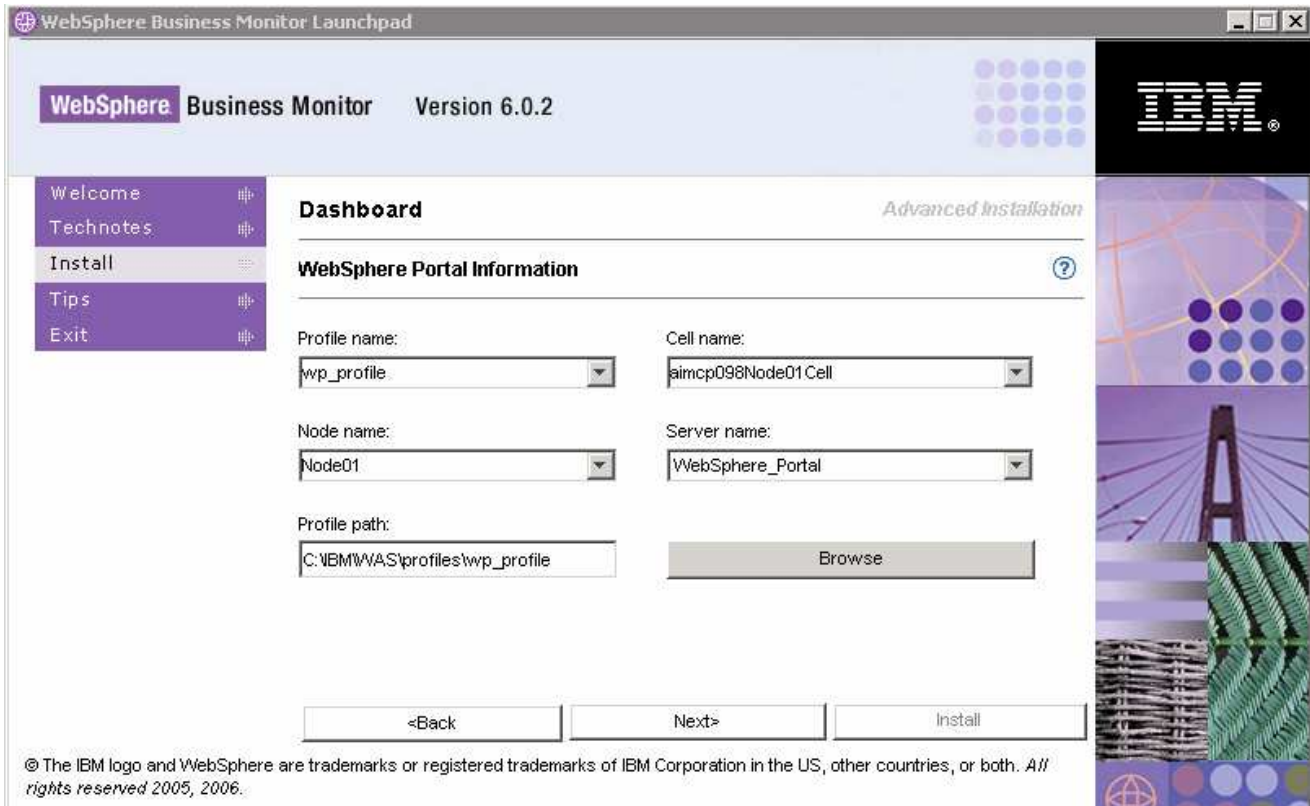 WebSphere Business Monitor Launchpad
WebSphere Business Monitor Version 6.0.2
IBM®
Welcome
Technotes
Install
Tips
Exit
Dashboard
Advanced Installation
WebSphere Portal Information
?
Profile name:
Cell name:
wp_profile
aimcp098Node01Cell
Node name:
Server name:
Node01
WebSphere_Portal
Profile path:
C:\IBM\WAS\profiles\wp_profile
Browse
<Back
Next>
Install
© The IBM logo and WebSphere are trademarks or registered trademarks of IBM Corporation in the US, other countries, or both. All
rights reserved 2005, 2006.